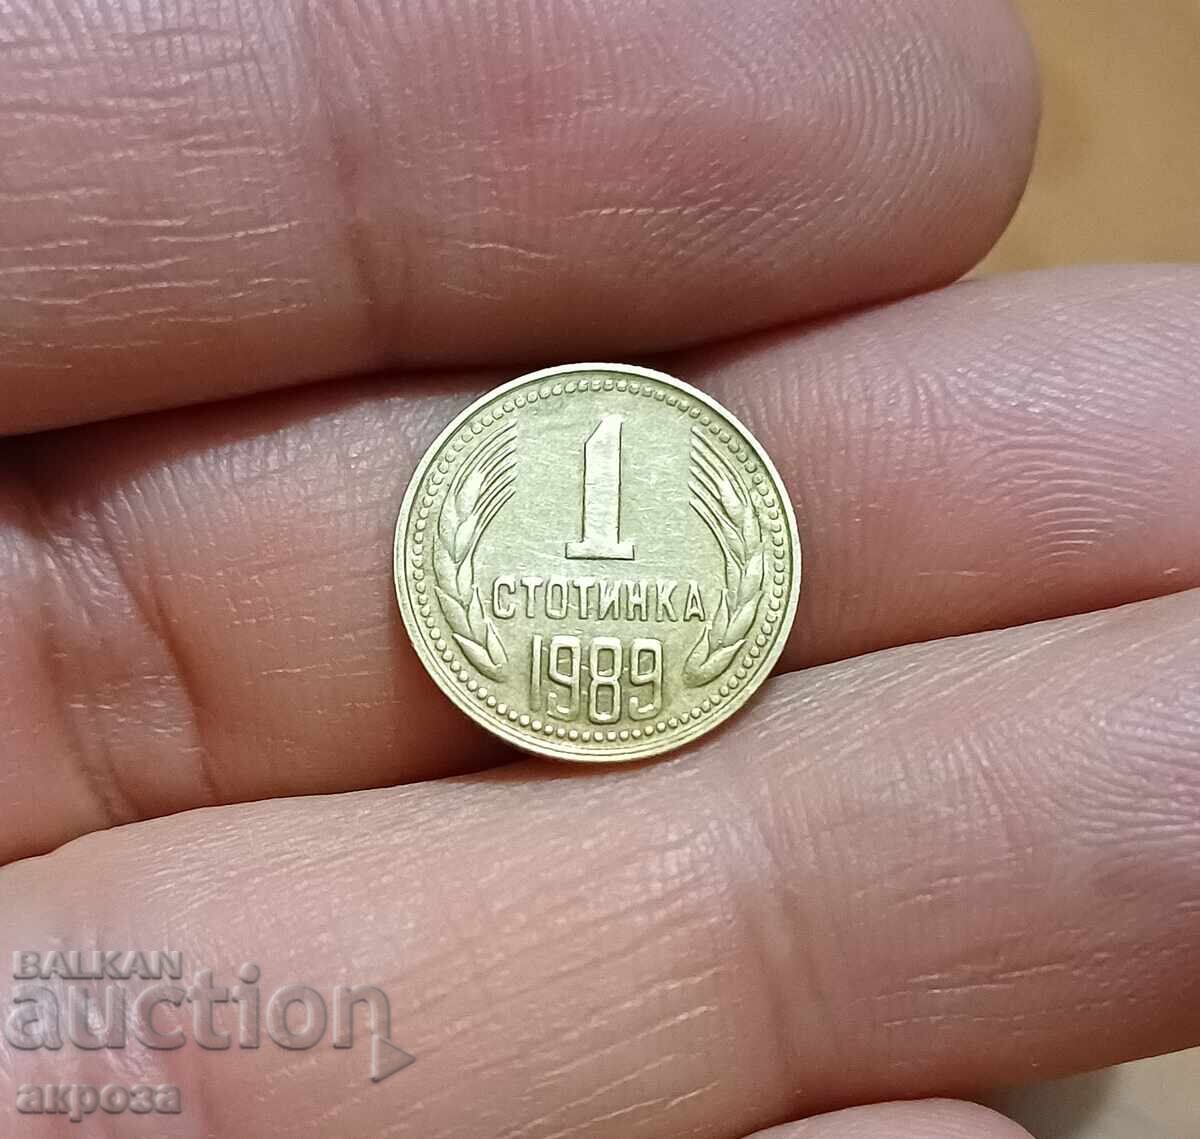 1
СТОТИНКА
1989
BALKAN
auction
акроза